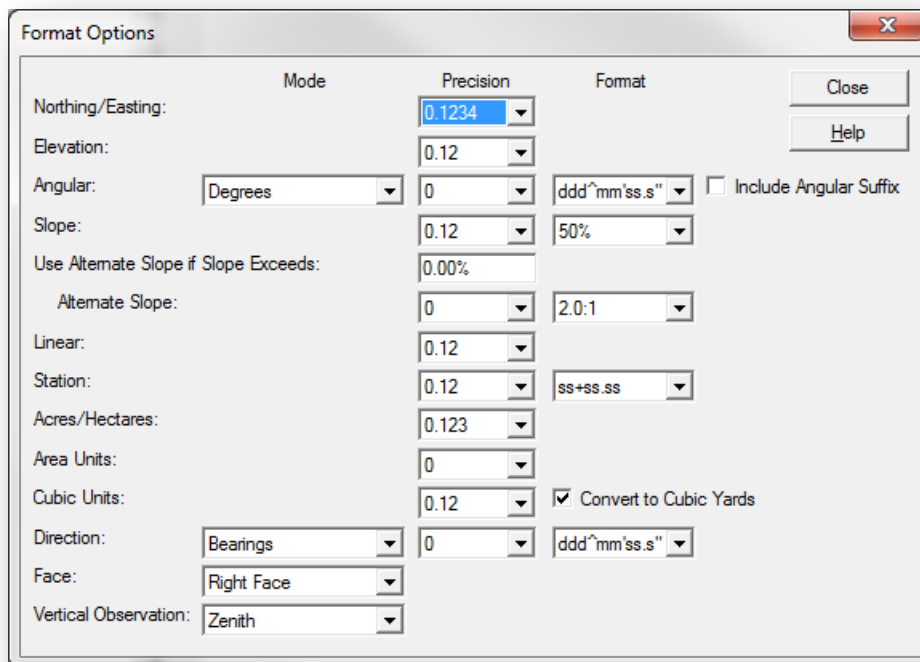 Format Options
Mode Precision Format
Close
Northing/Easting: 0.1234
Help
Elevation: 0.12
Angular: Degrees 0 ddd^mm'ss.s" Include Angular Suffix
Slope: 0.12 50%
Use Alternate Slope if Slope Exceeds: 0.00%
Alternate Slope: 0 2.0:1
Linear: 0.12
Station: 0.12 ss+ss.ss
Acres/Hectares: 0.123
Area Units: 0
Cubic Units: 0.12 Convert to Cubic Yards
Direction: Bearings 0 ddd^mm'ss.s"
Face: Right Face
Vertical Observation: Zenith